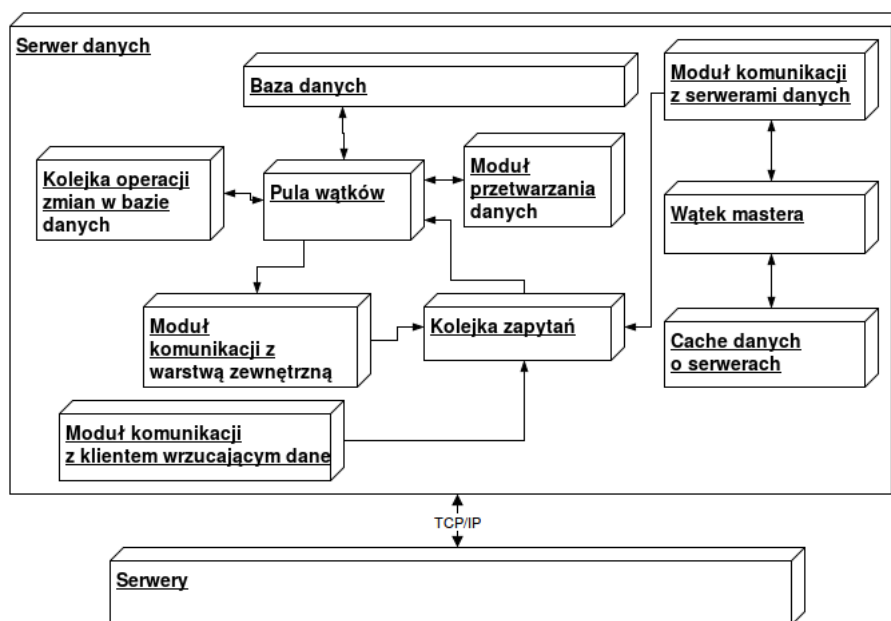 Serwer danych
Baza danych
Moduł komunikacji
z serwerami danych
Kolejka operacji
zmian w bazie
danych
Pula wątków
Moduł
przetwarzania
danych
Wątek mastera
Moduł
komunikacji z
warstwą zewnętrzną
Kolejka zapytań
Cache danych
o serwerach
Moduł komunikacji
z klientem wrzucającym dane
TCP/IP
Serwery